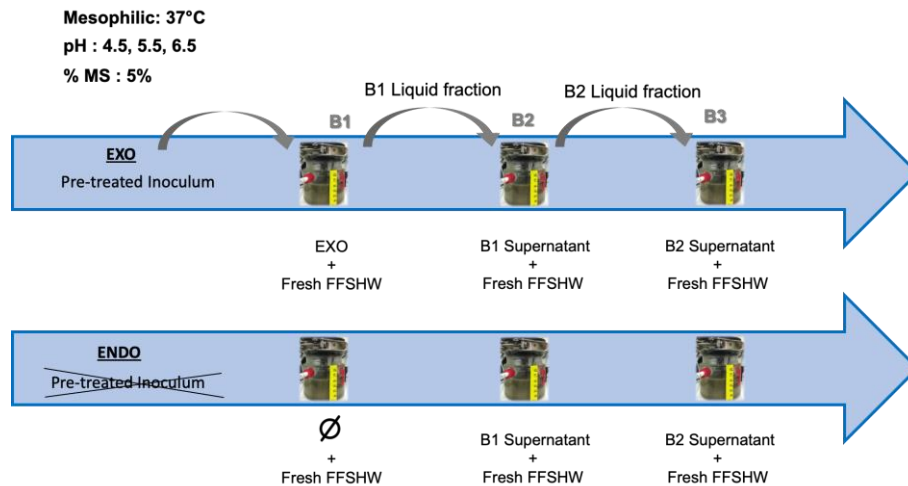 Mesophilic: 37°C
pH : 4.5, 5.5, 6.5
% MS : 5%
B1 Liquid fraction
B2 Liquid fraction
B1
B2
B3
EXO
Pre-treated Inoculum
EXO
+
Fresh FFSHW
B1 Supernatant
+
Fresh FFSHW
B2 Supernatant
+
Fresh FFSHW
ENDO
Pre-treated Inoculum
Ø
+
Fresh FFSHW
B1 Supernatant
+
Fresh FFSHW
B2 Supernatant
+
Fresh FFSHW